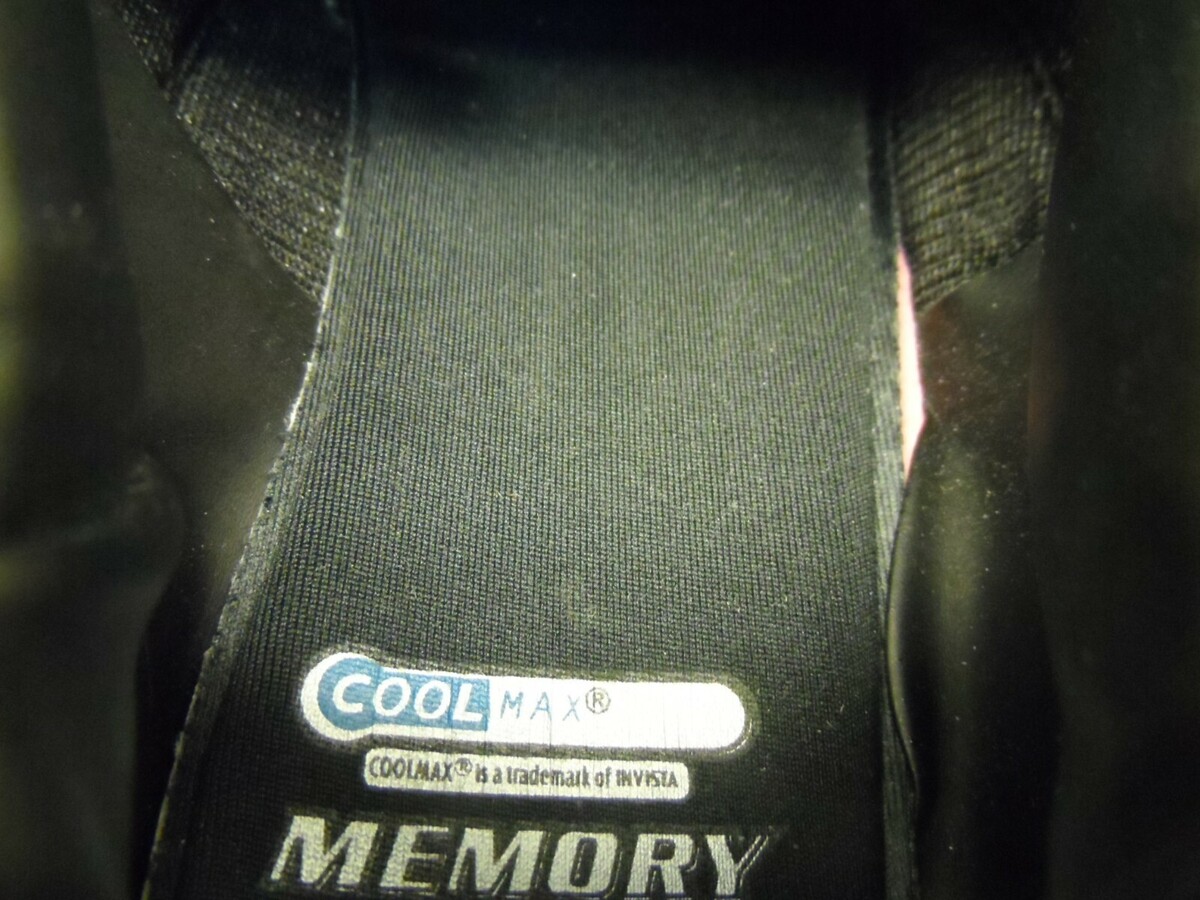 COOLMAX®
COOLMAX® is a trademark of INVISTA
MEMORY